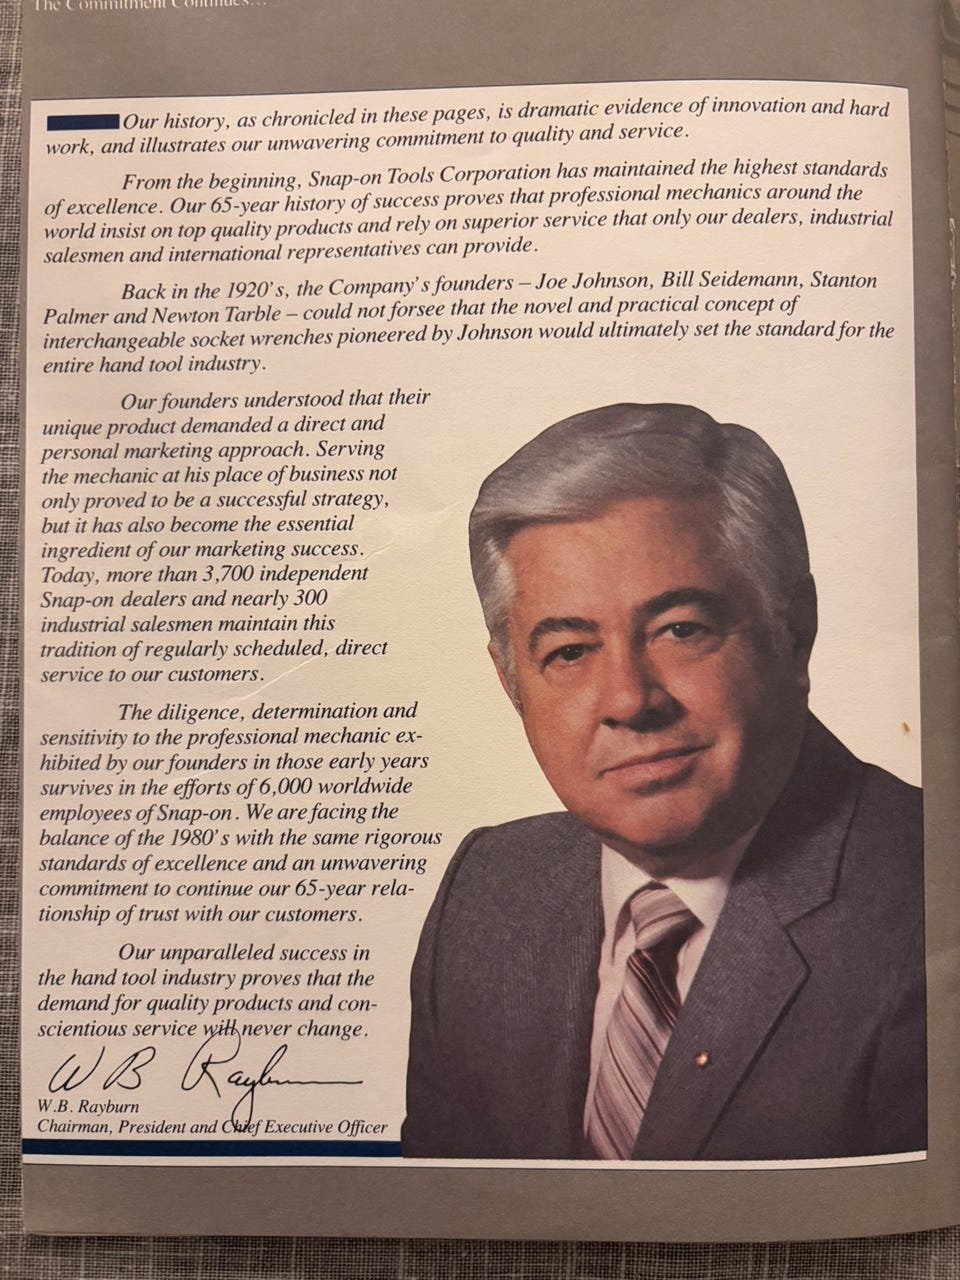 The Commitment Continues...
Our history, as chronicled in these pages, is dramatic evidence of innovation and hard
work, and illustrates our unwavering commitment to quality and service.
From the beginning, Snap-on Tools Corporation has maintained the highest standards
of excellence. Our 65-year history of success proves that professional mechanics around the
world insist on top quality products and rely on superior service that only our dealers, industrial
salesmen and international representatives can provide.
Back in the 1920's, the Company's founders – Joe Johnson, Bill Seidemann, Stanton
Palmer and Newton Tarble – could not forsee that the novel and practical concept of
interchangeable socket wrenches pioneered by Johnson would ultimately set the standard for the
entire hand tool industry.
Our founders understood that their
unique product demanded a direct and
personal marketing approach. Serving
the mechanic at his place of business not
only proved to be a successful strategy,
but it has also become the essential
ingredient of our marketing success.
Today, more than 3,700 independent
Snap-on dealers and nearly 300
industrial salesmen maintain this
tradition of regularly scheduled, direct
service to our customers.
The diligence, determination and
sensitivity to the professional mechanic ex-
hibited by our founders in those early years
survives in the efforts of 6,000 worldwide
employees of Snap-on. We are facing the
balance of the 1980's with the same rigorous
standards of excellence and an unwavering
commitment to continue our 65-year rela-
tionship of trust with our customers.
Our unparalleled success in
the hand tool industry proves that the
demand for quality products and con-
scientious service will never change.
W B Rayburn
W.B. Rayburn
Chairman, President and Chief Executive Officer